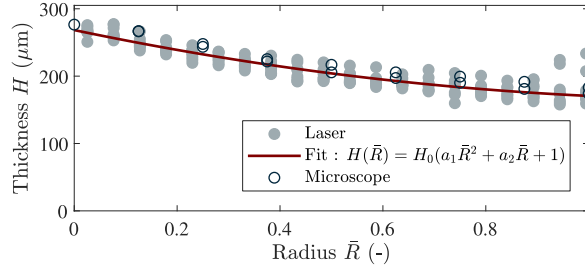 300
200
100
0
Thickness H (μm)
Laser
Fit : H(R̄) = H₀(a₁R̄² + a₂R̄ + 1)
Microscope
0 0.2 0.4 0.6 0.8
Radius R̄ (-)